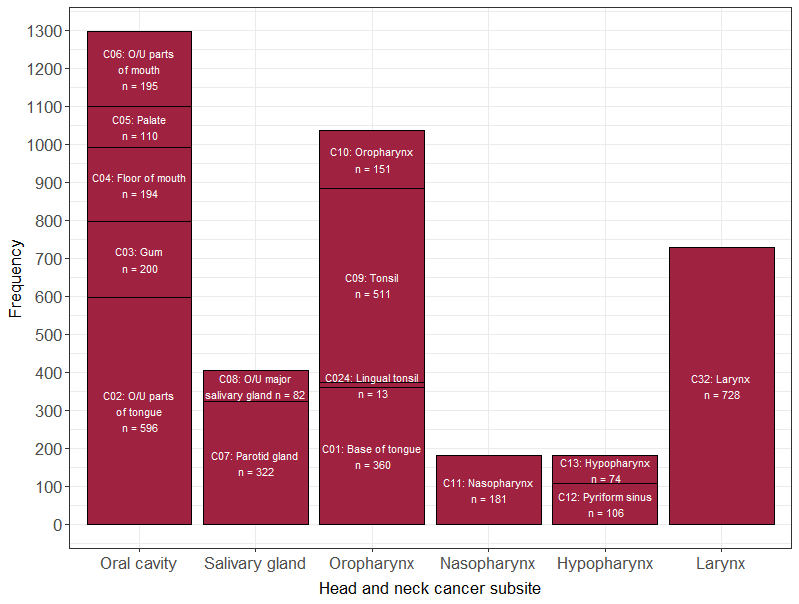 1300
1200
1100
1000
900
800
700
600
500
400
300
200
100
0
Frequency
C06: O/U parts
of mouth
n = 195
C05: Palate
n = 110
C04: Floor of mouth
n = 194
C03: Gum
n = 200
C02: O/U parts
of tongue
n = 596
C08: O/U major
salivary gland n = 82
C07: Parotid gland
n = 322
C10: Oropharynx
n = 151
C09: Tonsil
n = 511
C024: Lingual tonsil
n = 13
C01: Base of tongue
n = 360
C11: Nasopharynx
n = 181
C13: Hypopharynx
n = 74
C12: Pyriform sinus
n = 106
C32: Larynx
n = 728
Oral cavity Salivary gland Oropharynx Nasopharynx Hypopharynx Larynx
Head and neck cancer subsite